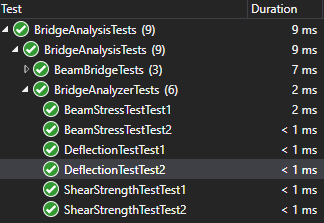 Test Duration
BridgeAnalysisTests (9) 9 ms
BridgeAnalysisTests (9) 9 ms
BeamBridgeTests (3) 7 ms
BridgeAnalyzerTests (6) 2 ms
BeamStressTestTest1 2 ms
BeamStressTestTest2 < 1 ms
DeflectionTestTest1 < 1 ms
DeflectionTestTest2 < 1 ms
ShearStrengthTestTest1 < 1 ms
ShearStrengthTestTest2 < 1 ms